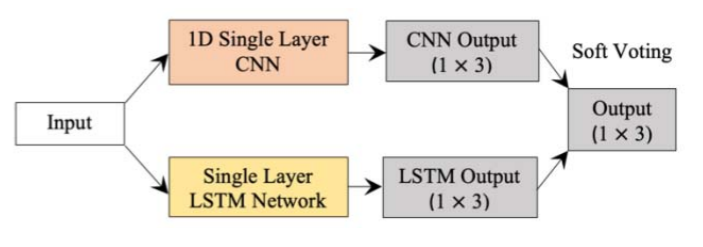 Input
1D Single Layer
CNN
CNN Output
(1 × 3)
Soft Voting
Single Layer
LSTM Network
LSTM Output
(1 × 3)
Output
(1 × 3)